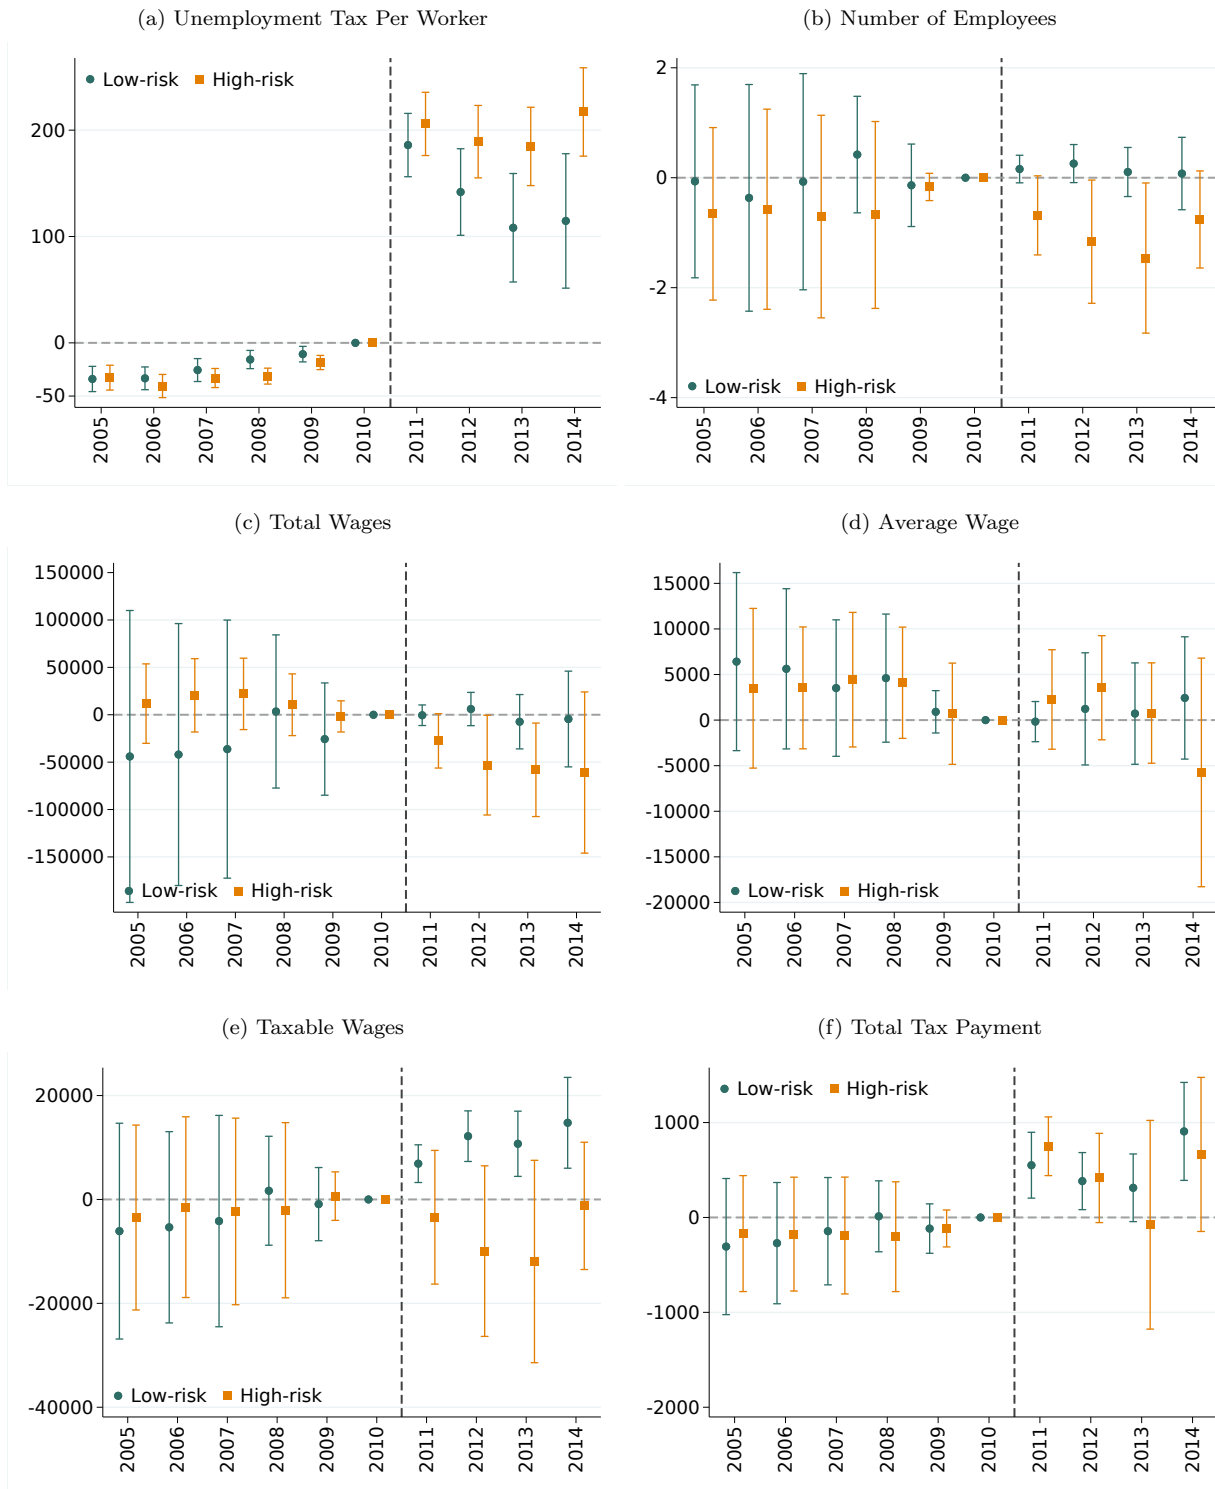 (a) Unemployment Tax Per Worker
Low-risk High-risk
200
100
0
-50
2005 2006 2007 2008 2009 2010 2011 2012 2013 2014
(b) Number of Employees
2
0
-2
-4
Low-risk High-risk
2005 2006 2007 2008 2009 2010 2011 2012 2013 2014
(c) Total Wages
150000
100000
50000
0
-50000
-100000
-150000
Low-risk High-risk
2005 2006 2007 2008 2009 2010 2011 2012 2013 2014
(d) Average Wage
15000
10000
5000
0
-5000
-10000
-15000
-20000
Low-risk High-risk
2005 2006 2007 2008 2009 2010 2011 2012 2013 2014
(e) Taxable Wages
20000
0
-20000
-40000
Low-risk High-risk
2005 2006 2007 2008 2009 2010 2011 2012 2013 2014
(f) Total Tax Payment
Low-risk High-risk
1000
0
-1000
-2000
2005 2006 2007 2008 2009 2010 2011 2012 2013 2014